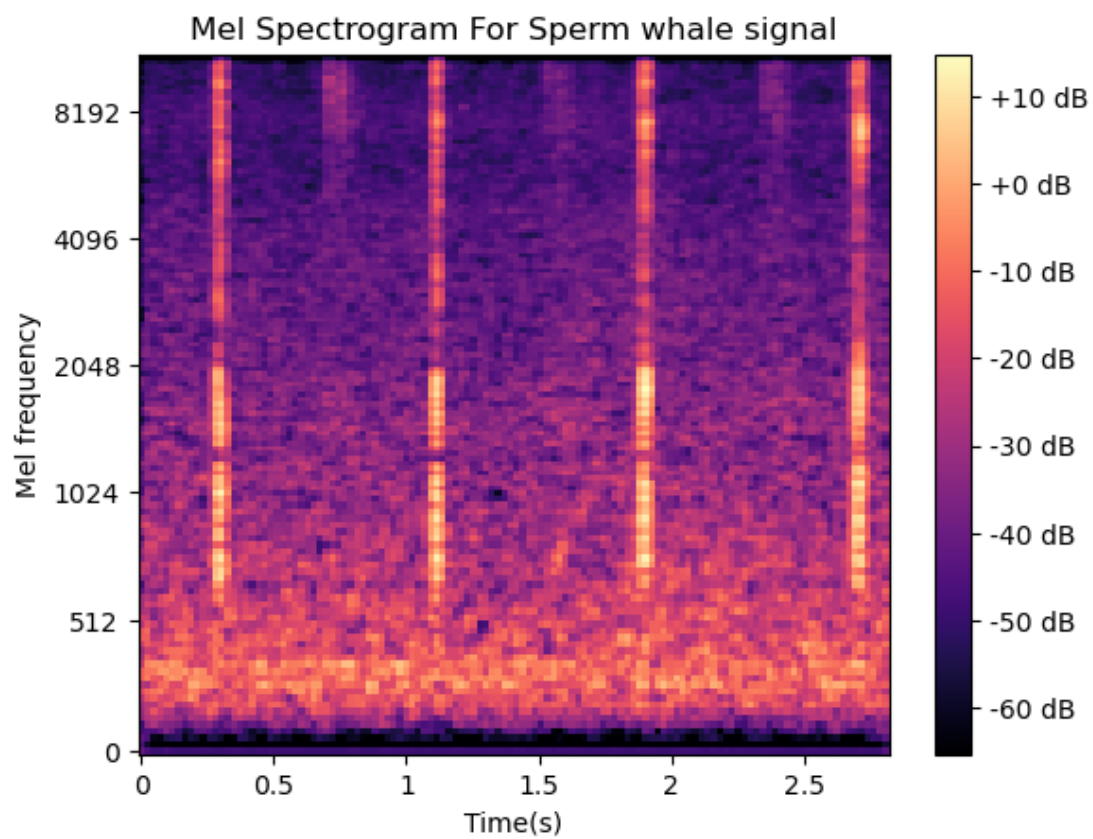 Mel Spectrogram For Sperm whale signal
Mel frequency
8192
4096
2048
1024
512
0
0 0.5 1 1.5 2 2.5
Time(s)
+10 dB
+0 dB
-10 dB
-20 dB
-30 dB
-40 dB
-50 dB
-60 dB